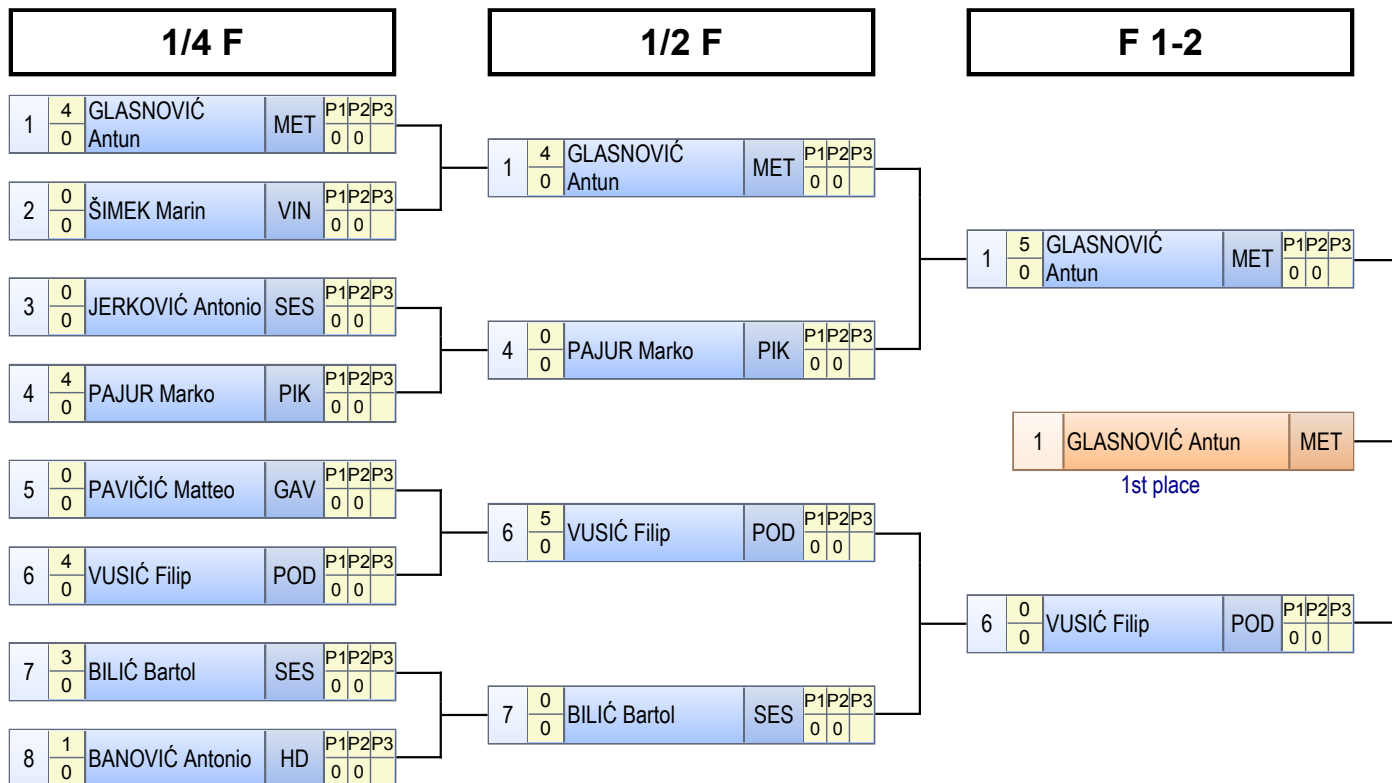 1/4 F
1/2 F
F 1-2
1 4 GLASNOVIĆ MET P1 P2 P3
0 Antun 0 0
2 0 ŠIMEK Marin VIN P1 P2 P3
0 0 0
3 0 JERKOVIĆ Antonio SES P1 P2 P3
0 0 0
4 4 PAJUR Marko PIK P1 P2 P3
0 0 0
5 0 PAVIČIĆ Matteo GAV P1 P2 P3
0 0 0
6 4 VUSIĆ Filip POD P1 P2 P3
0 0 0
7 3 BILIĆ Bartol SES P1 P2 P3
0 0 0
8 1 BANOVIĆ Antonio HD P1 P2 P3
0 0 0
1 4 GLASNOVIĆ MET P1 P2 P3
0 Antun 0 0
4 0 PAJUR Marko PIK P1 P2 P3
0 0 0
6 5 VUSIĆ Filip POD P1 P2 P3
0 0 0
7 0 BILIĆ Bartol SES P1 P2 P3
0 0 0
1 5 GLASNOVIĆ MET P1 P2 P3
0 Antun 0 0
1 GLASNOVIĆ Antun MET
1st place
6 0 VUSIĆ Filip POD P1 P2 P3
0 0 0